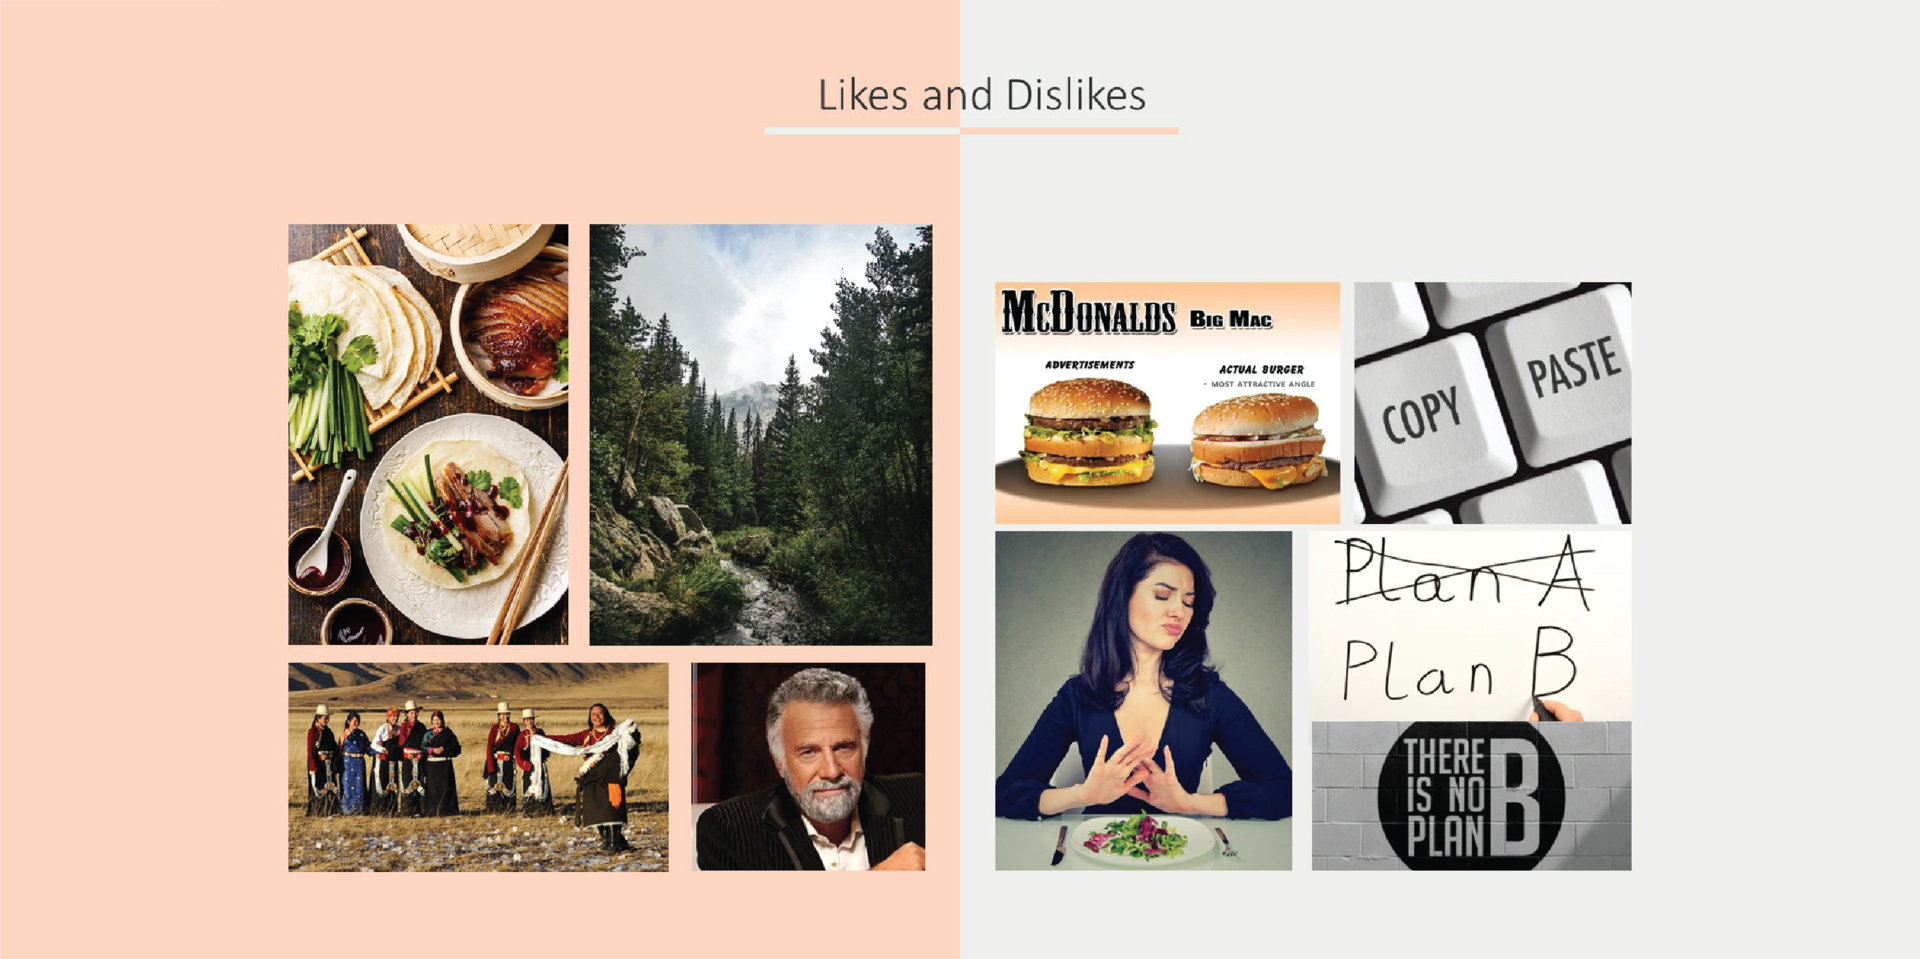 Likes and Dislikes
McDonalds Big Mac
ADVERTISEMENTS
ACTUAL BURGER
- MOST ATTRACTIVE ANGLE
COPY
PASTE
Plan A
Plan B
THERE
IS NO
PLAN B